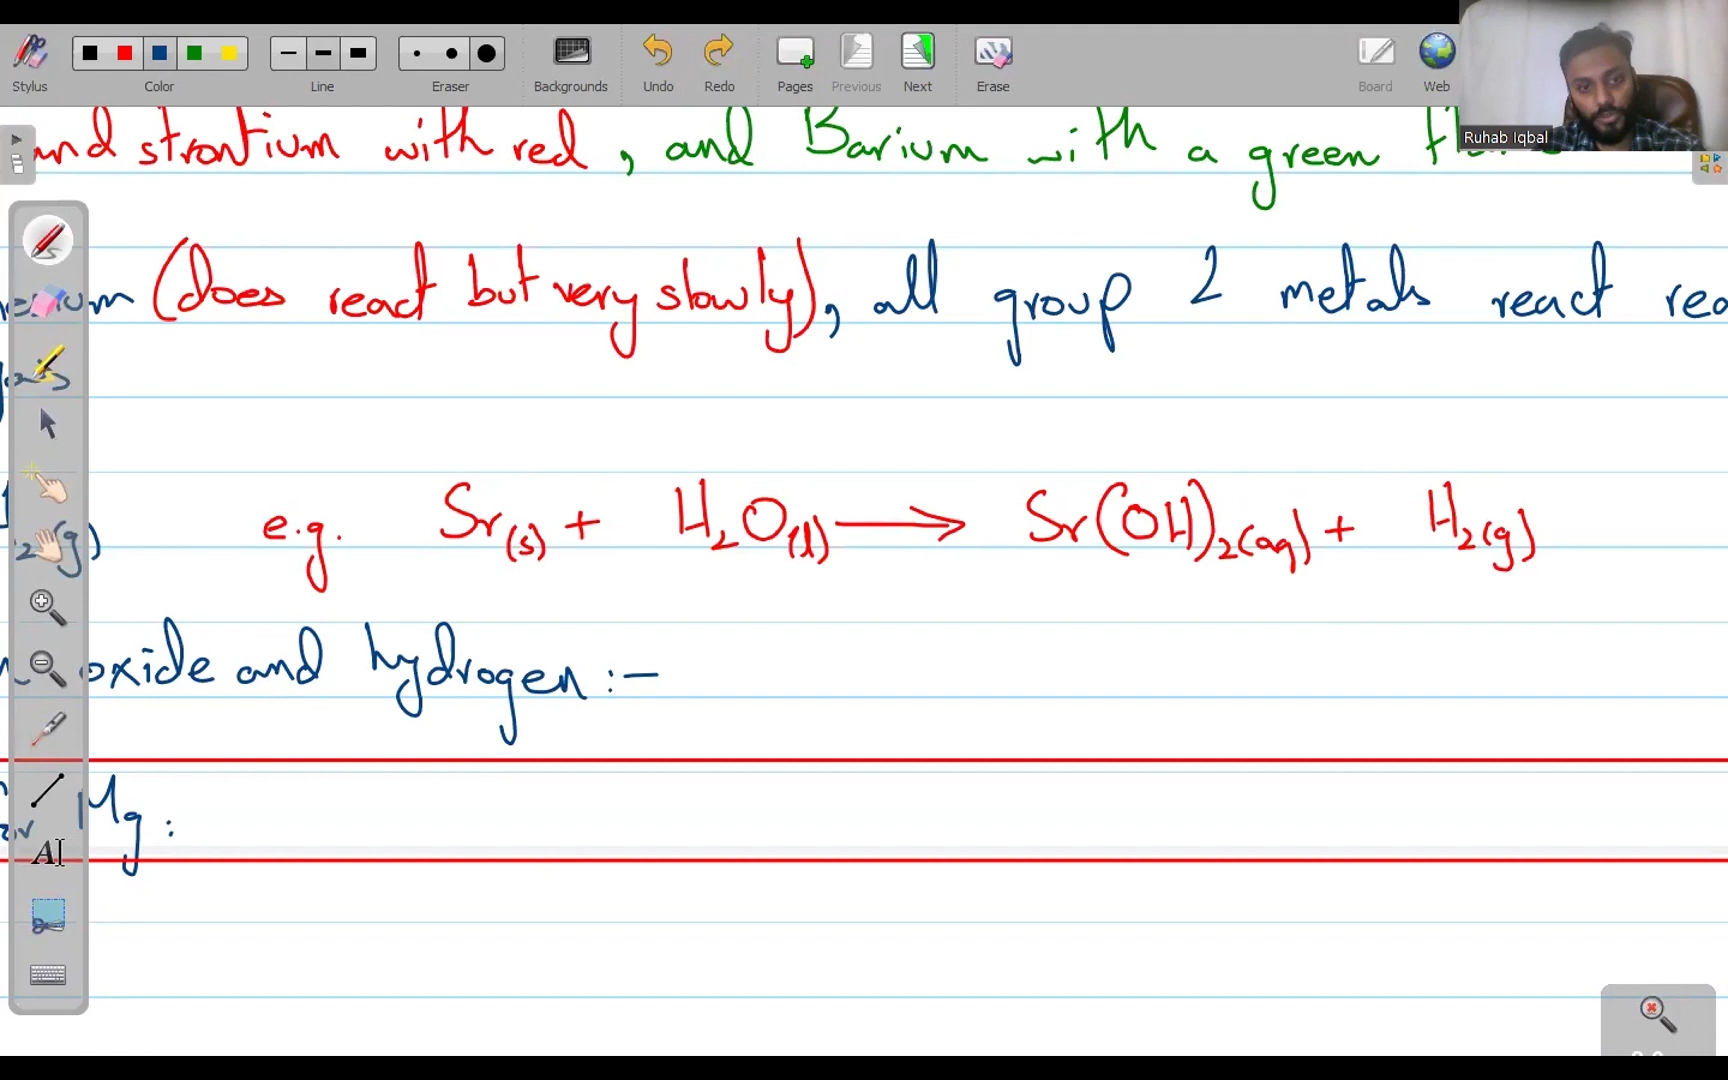 Stylus Color Line Eraser Backgrounds Undo Redo Pages Previous Next Erase Board Web
Ruhab Iqbal
and strontium with red, and Barium with a green
(does react but very slowly), all group 2 metals react
e.g. Sr(s) + H₂O(l) ⟶ Sr(OH)₂(aq) + H₂(g)
oxide and hydrogen :-
Mg :